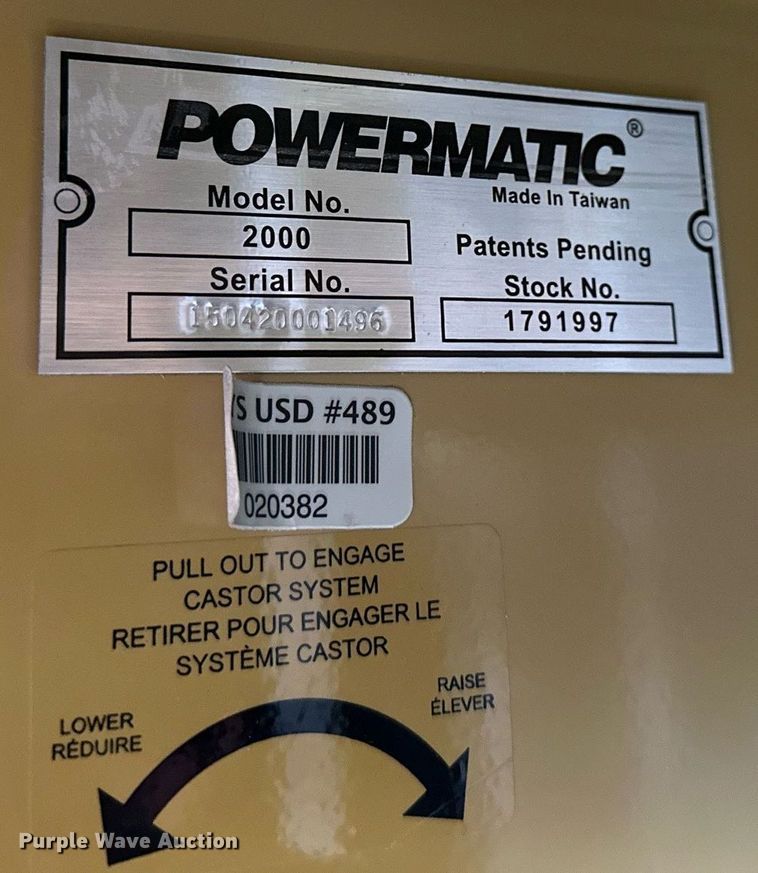 POWERMATIC®
Made In Taiwan
Model No.
2000
Patents Pending
Serial No.
150420001496
Stock No.
1791997
'S USD #489
020382
PULL OUT TO ENGAGE
CASTOR SYSTEM
RETIRER POUR ENGAGER LE
SYSTÈME CASTOR
LOWER
RÉDUIRE
RAISE
ÉLEVER
Purple Wave Auction